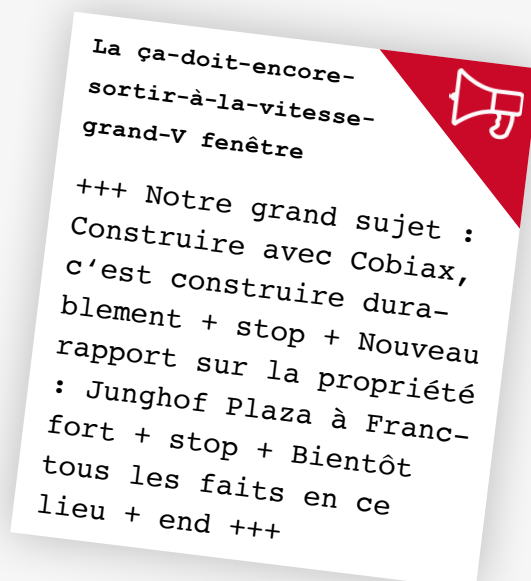 La ça-doit-encore-
sortir-à-la-vitesse-
grand-V fenêtre
+++ Notre grand sujet :
Construire avec Cobiax,
c‘est construire dura-
blement + stop + Nouveau
rapport sur la propriété
: Junghof Plaza à Franc-
fort + stop + Bientôt
tous les faits en ce
lieu + end +++